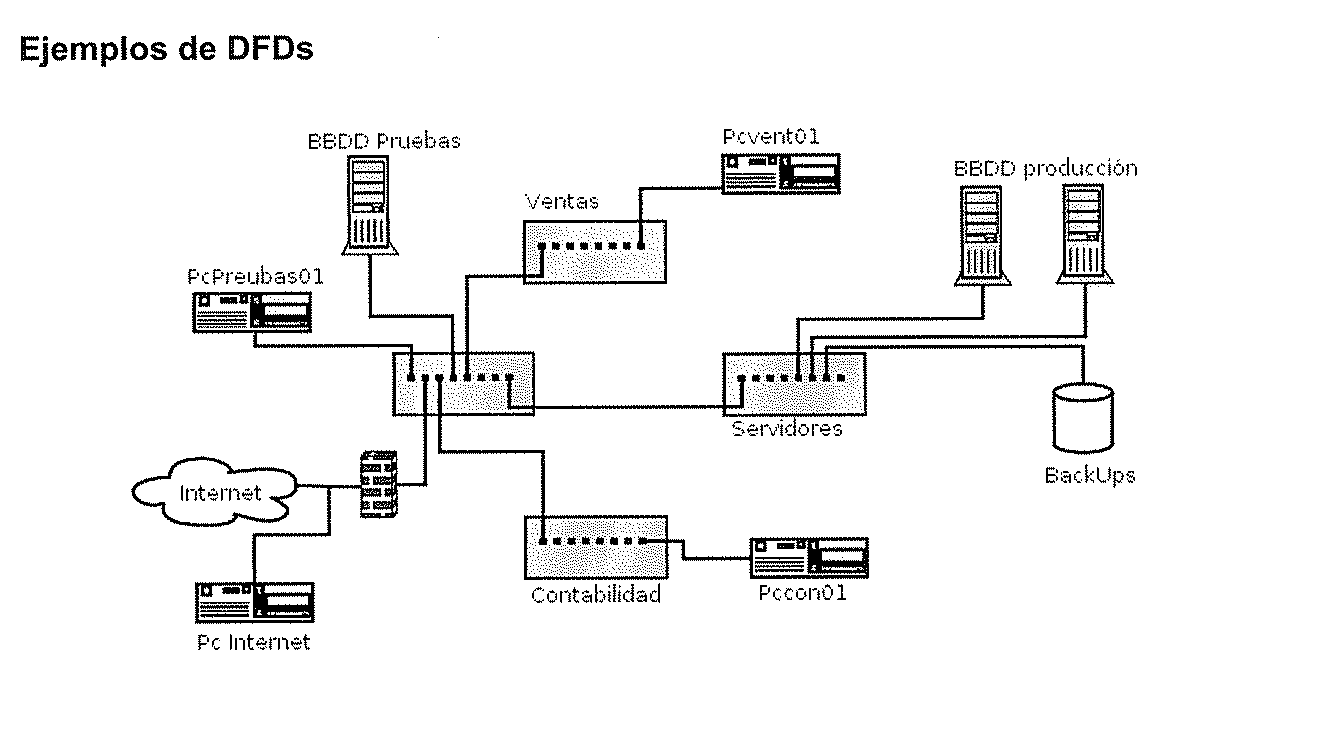 Ejemplos de DFDs
BBDD Pruebas
Pcvent01
BBDD producción
Ventas
PcPreubas01
Servidores
Internet
BackUps
Contabilidad
Pccon01
Pc Internet